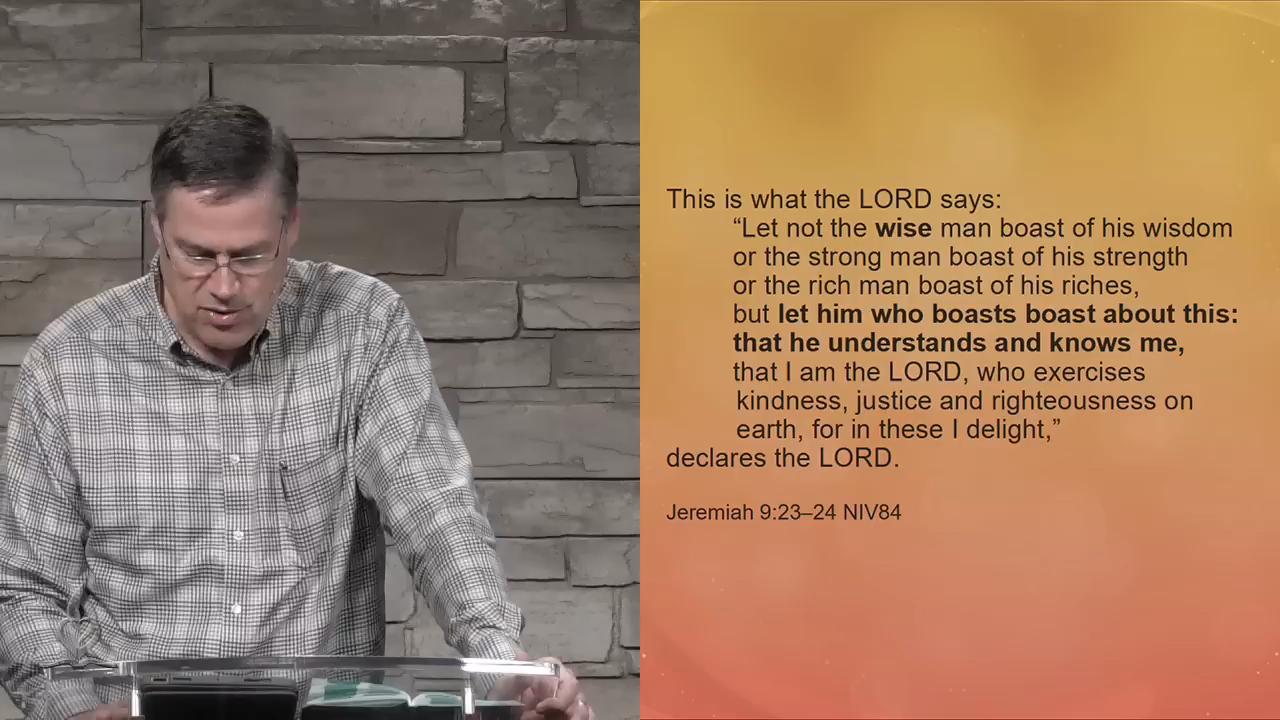 This is what the LORD says:
“Let not the wise man boast of his wisdom
or the strong man boast of his strength
or the rich man boast of his riches,
but let him who boasts boast about this:
that he understands and knows me,
that I am the LORD, who exercises
kindness, justice and righteousness on
earth, for in these I delight,”
declares the LORD.
Jeremiah 9:23–24 NIV84